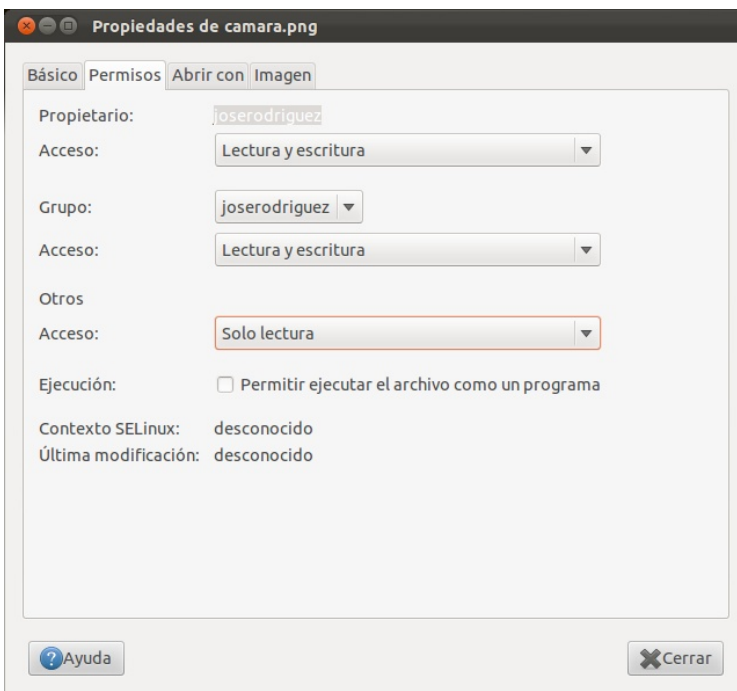 Propiedades de camara.png
Básico Permisos Abrir con Imagen
Propietario: joserodriguez
Acceso: Lectura y escritura
Grupo: joserodriguez
Acceso: Lectura y escritura
Otros
Acceso: Solo lectura
Ejecución: Permitir ejecutar el archivo como un programa
Contexto SELinux: desconocido
Última modificación: desconocido
Ayuda Cerrar